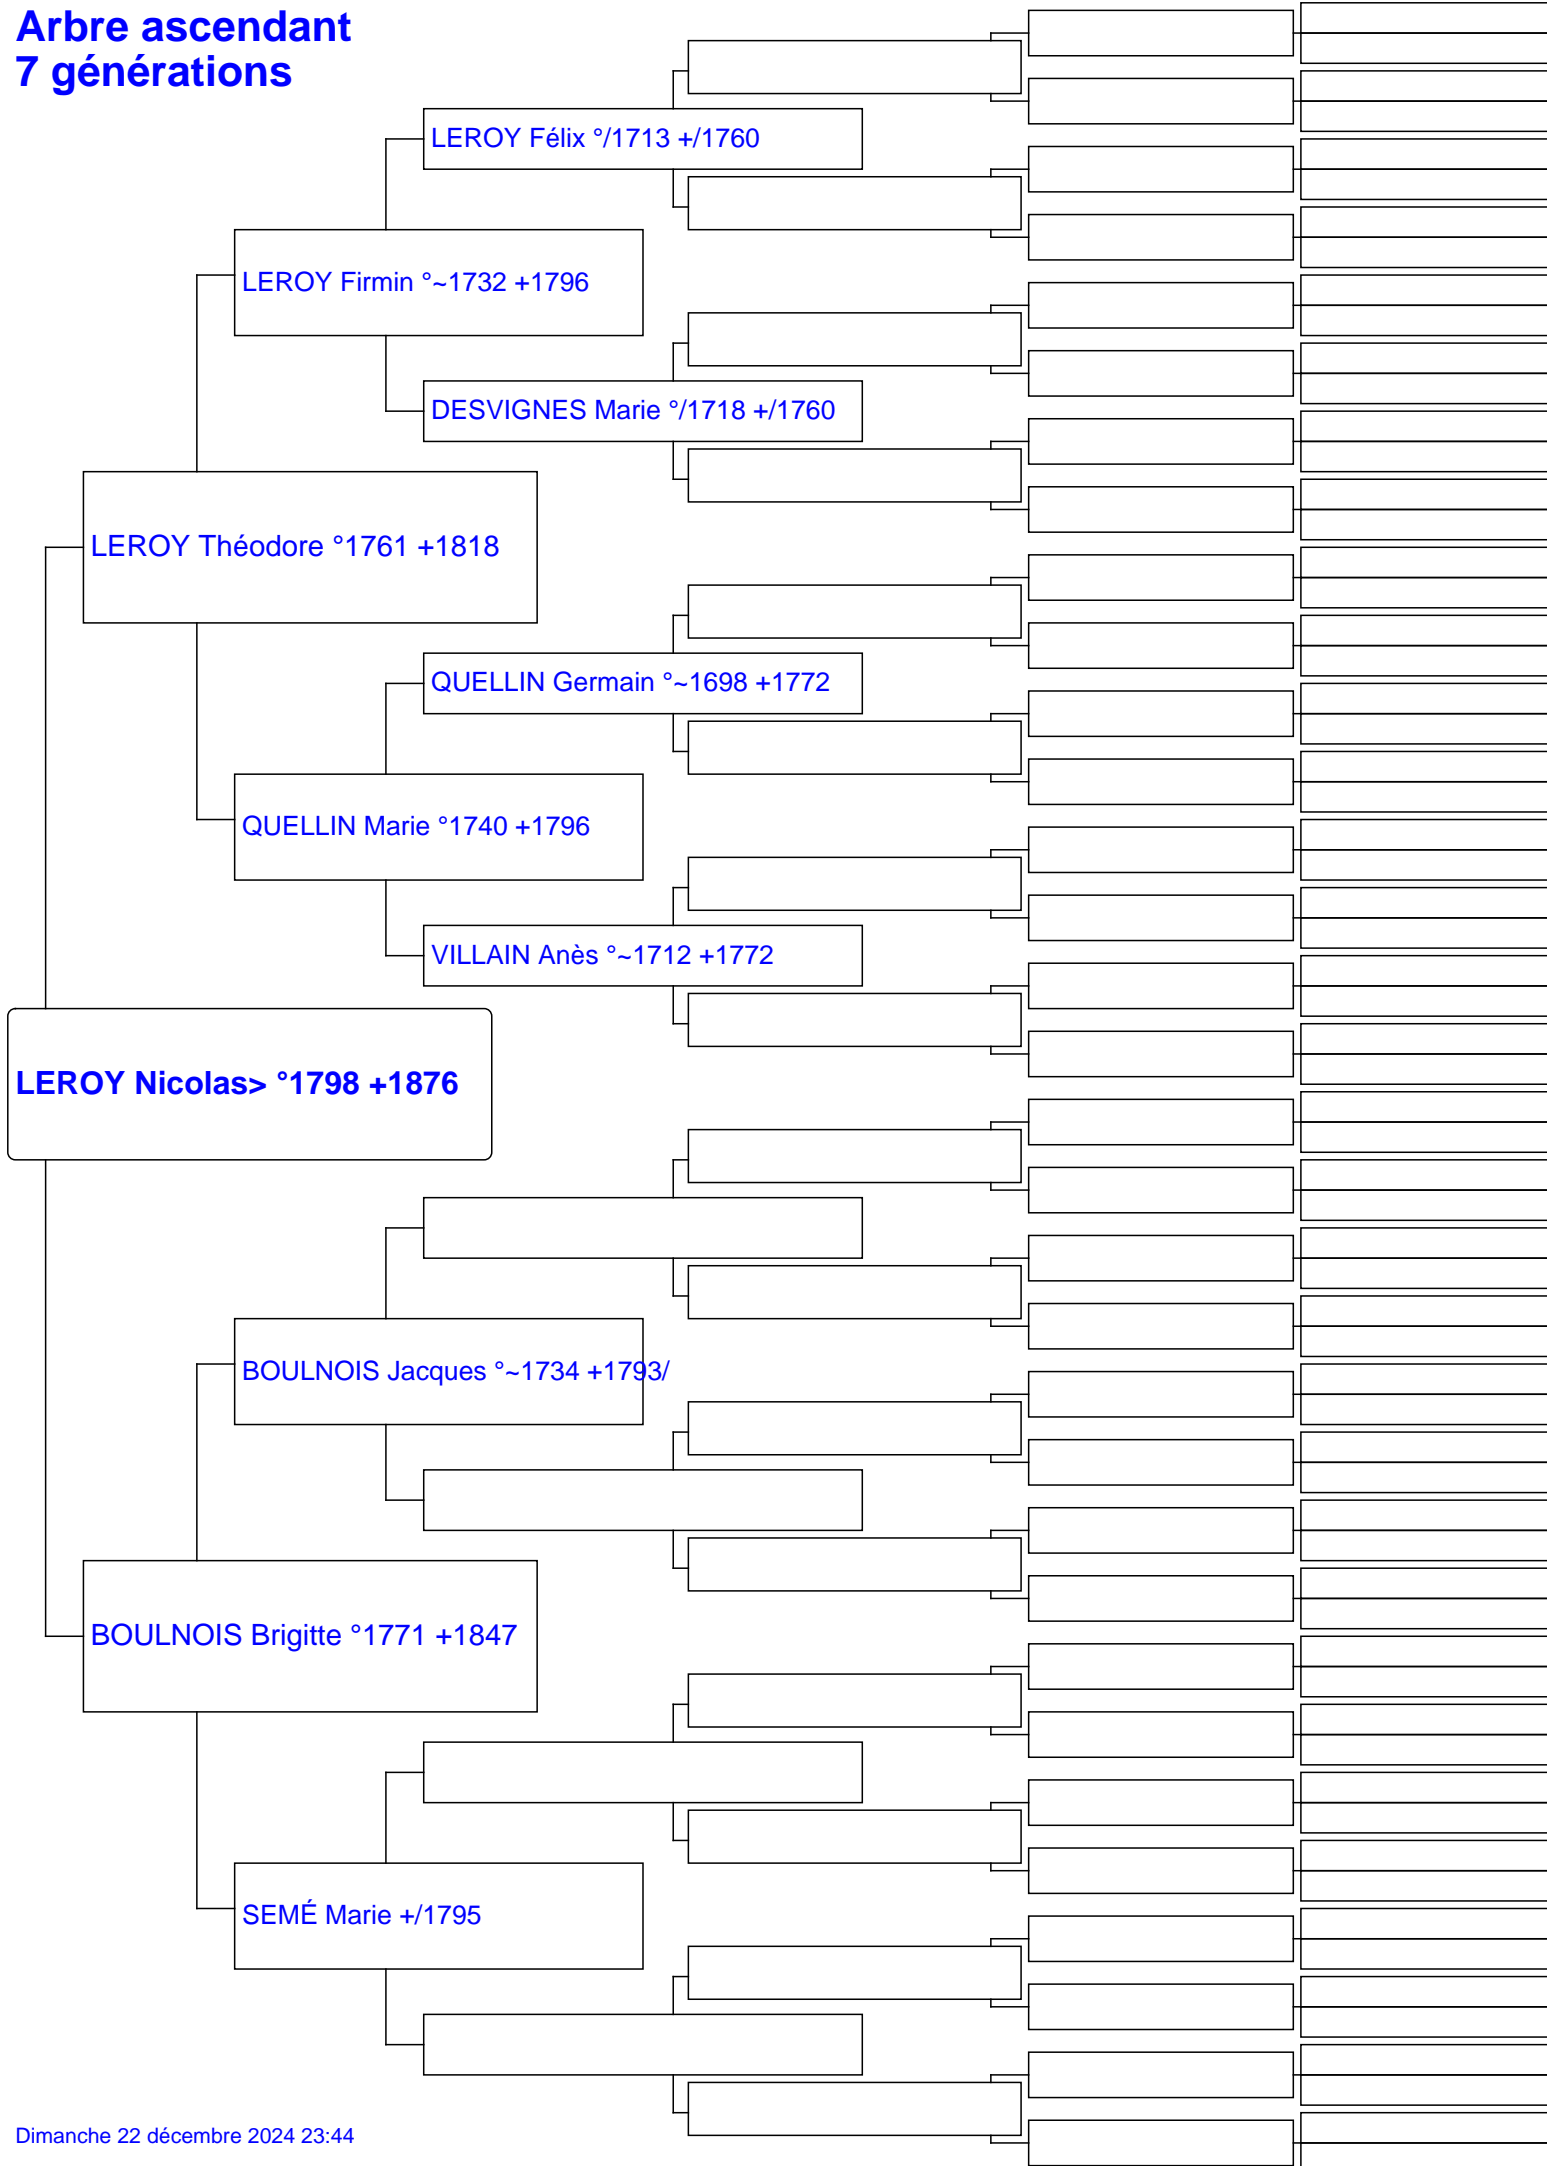 Arbre ascendant
7 générations
LEROY Félix °/1713 +/1760
LEROY Firmin °~1732 +1796
DESVIGNES Marie °/1718 +/1760
LEROY Théodore °1761 +1818
QUELLIN Germain °~1698 +1772
QUELLIN Marie °1740 +1796
VILLAIN Anès °~1712 +1772
LEROY Nicolas> °1798 +1876
BOULNOIS Jacques °~1734 +1793/
BOULNOIS Brigitte °1771 +1847
SEMÉ Marie +/1795
Dimanche 22 décembre 2024 23:44